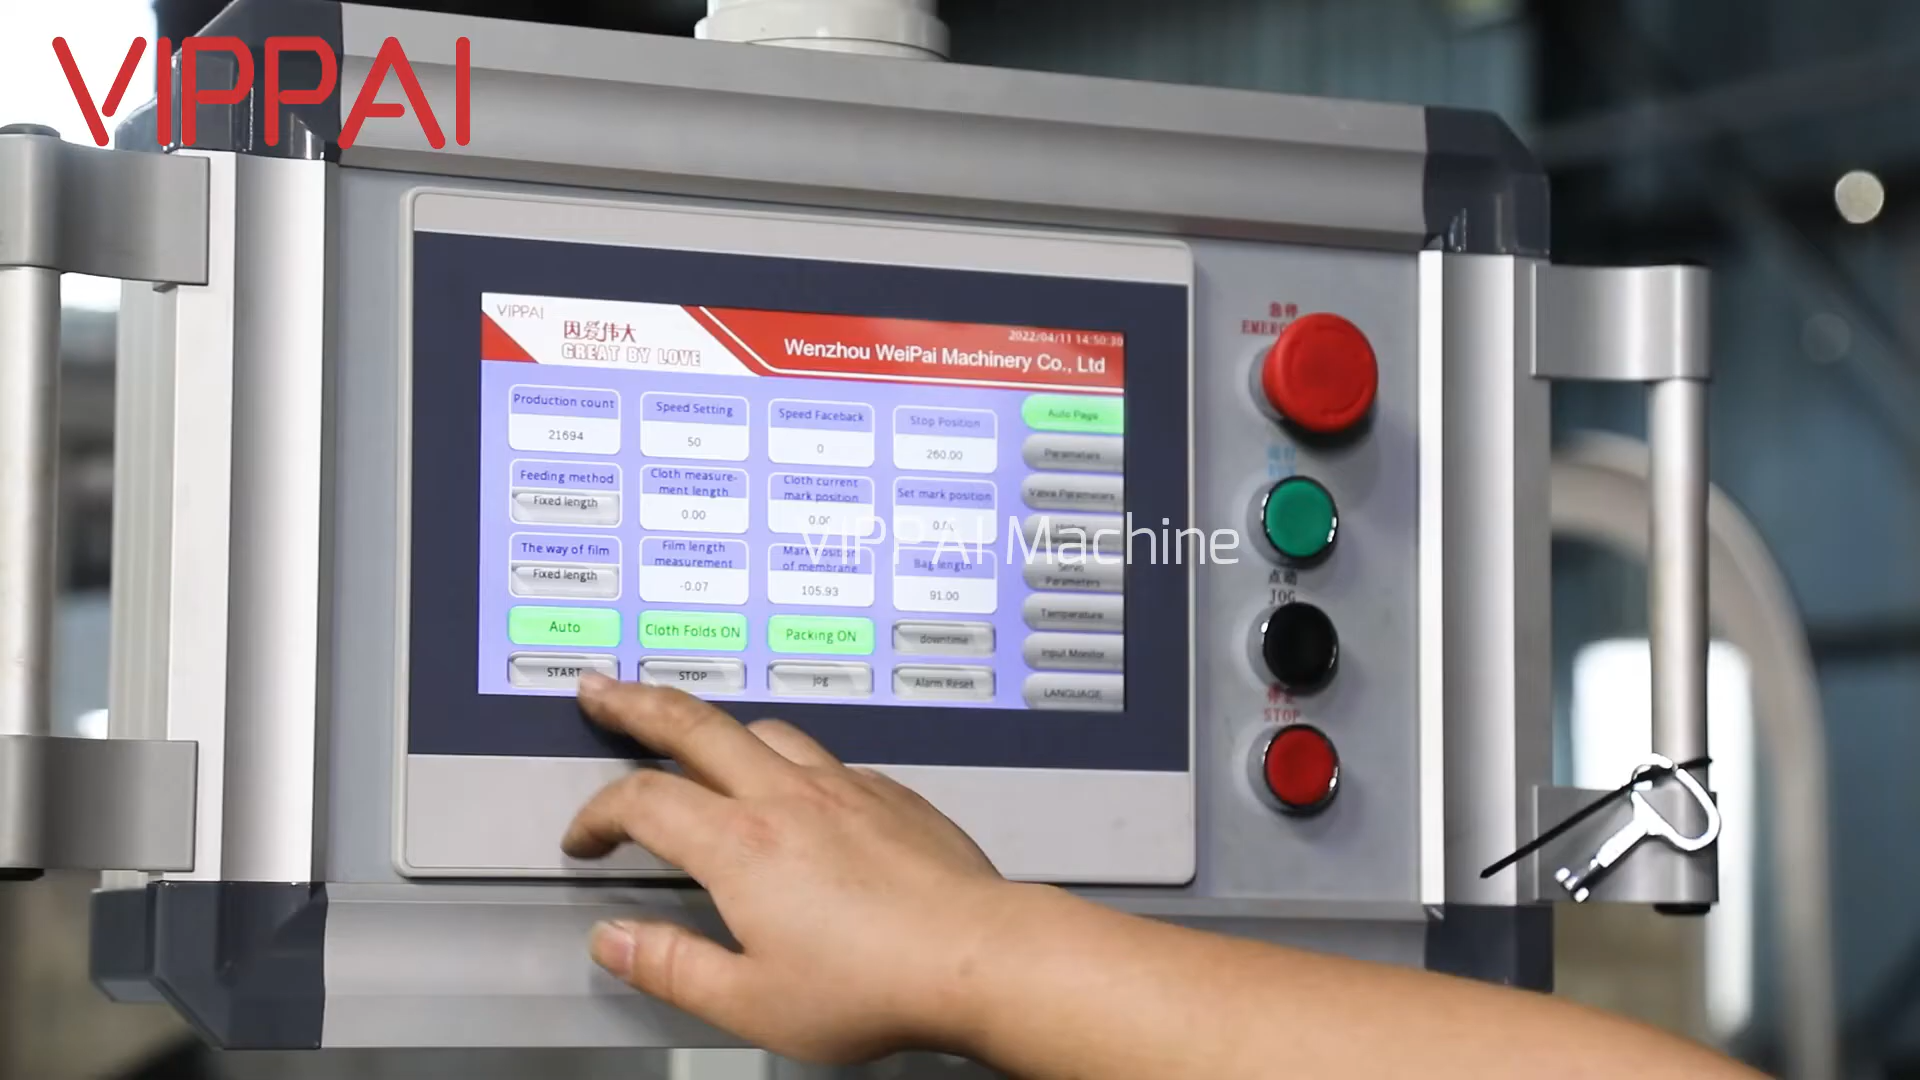 VIPPAI
VIPPAI
因爱伟大
GREAT BY LOVE
2022/04/11 14:50:30
Wenzhou WeiPai Machinery Co., Ltd
Production count
21694
Speed Setting
50
Speed Faceback
0
Stop Position
260.00
Auto Page
Parameters
Valve Parameters
Feeding method
Fixed length
Cloth measure-
ment length
0.00
Cloth current
mark position
0.00
Set mark position
VIPPAI Machine
The way of film
Fixed length
Film length
measurement
-0.07
Mark position
of membrane
105.93
Bag length
91.00
Servo
Parameters
Temperature
Input Monitor
LANGUAGE
Auto
Cloth Folds ON
Packing ON
downtime
START
STOP
jog
Alarm Reset
急停
点动
JOG
停止
STOP